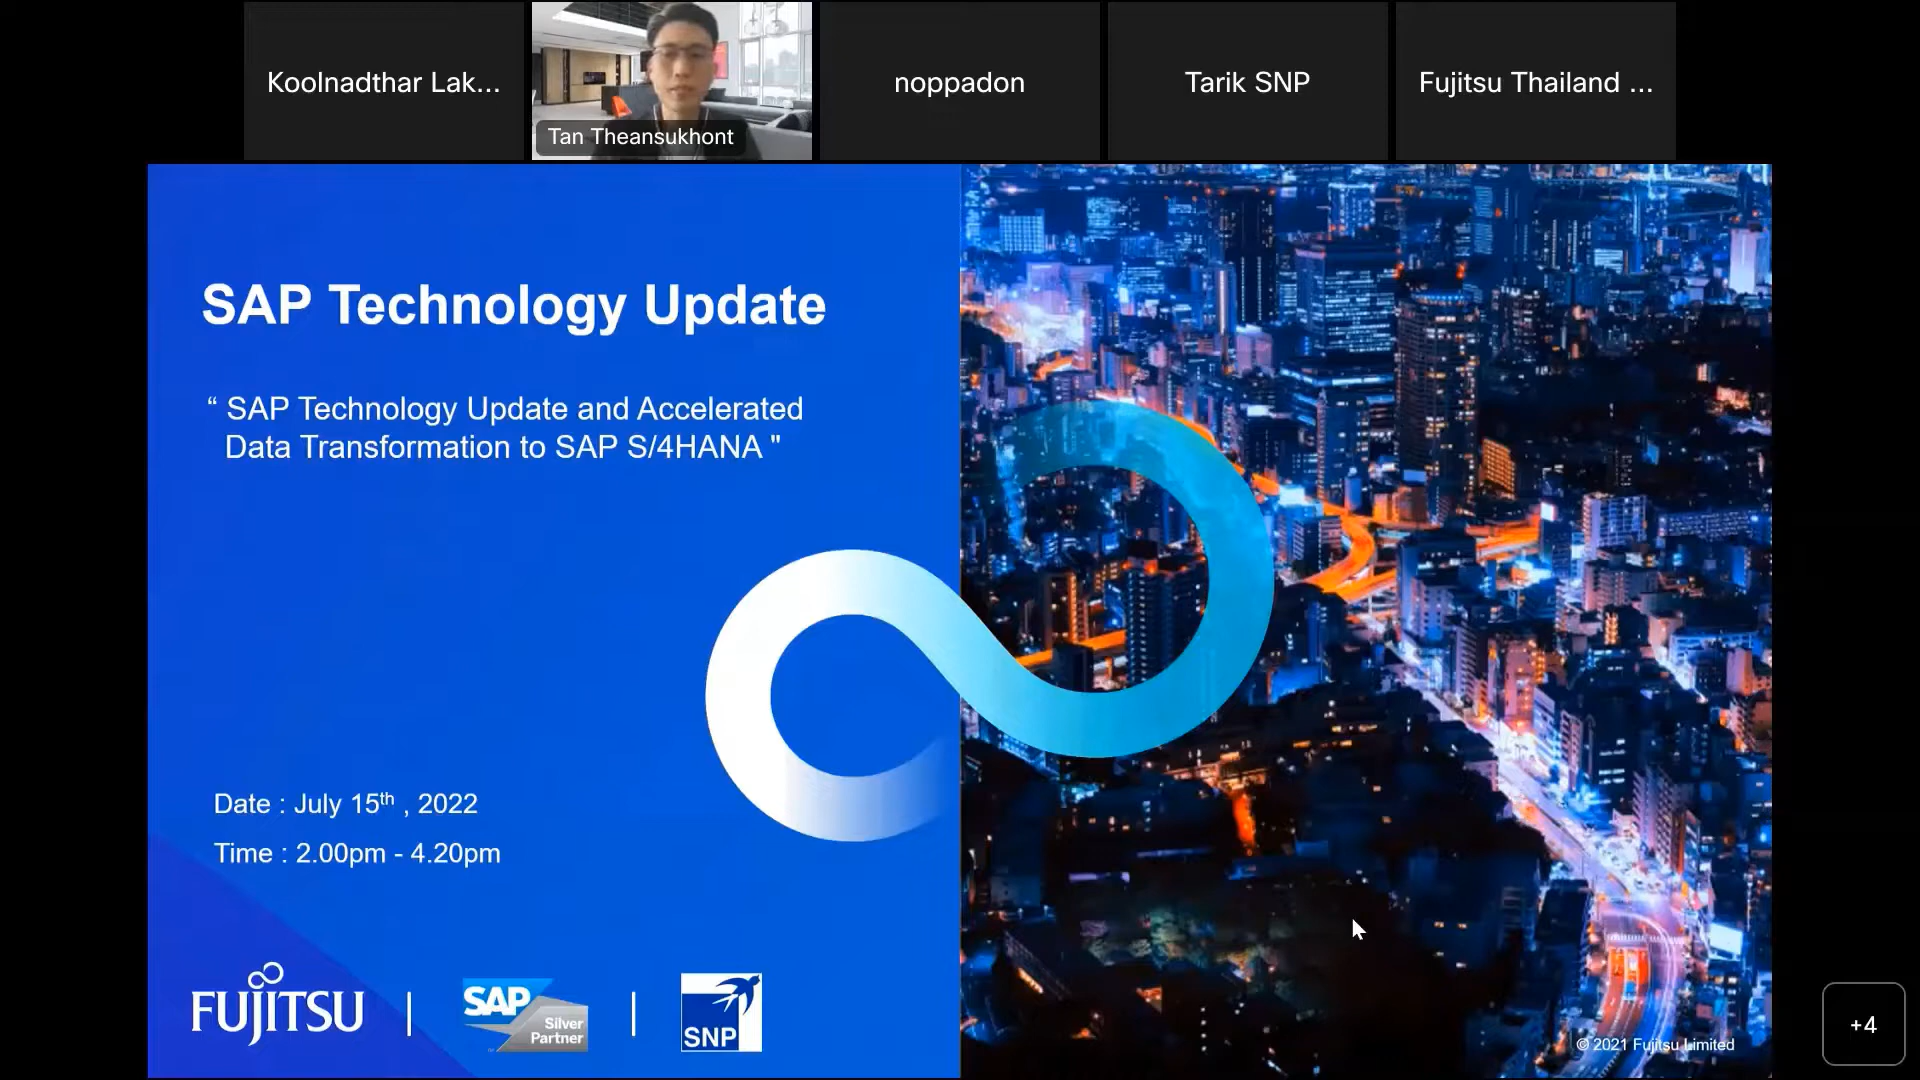 Koolnadthar Lak...
Tan Theansukhont
noppadon
Tarik SNP
Fujitsu Thailand ...
SAP Technology Update
“ SAP Technology Update and Accelerated
Data Transformation to SAP S/4HANA "
Date : July 15th , 2022
Time : 2.00pm - 4.20pm
FUJITSU
SAP
Silver
Partner
SNP
© 2021 Fujitsu Limited
+4